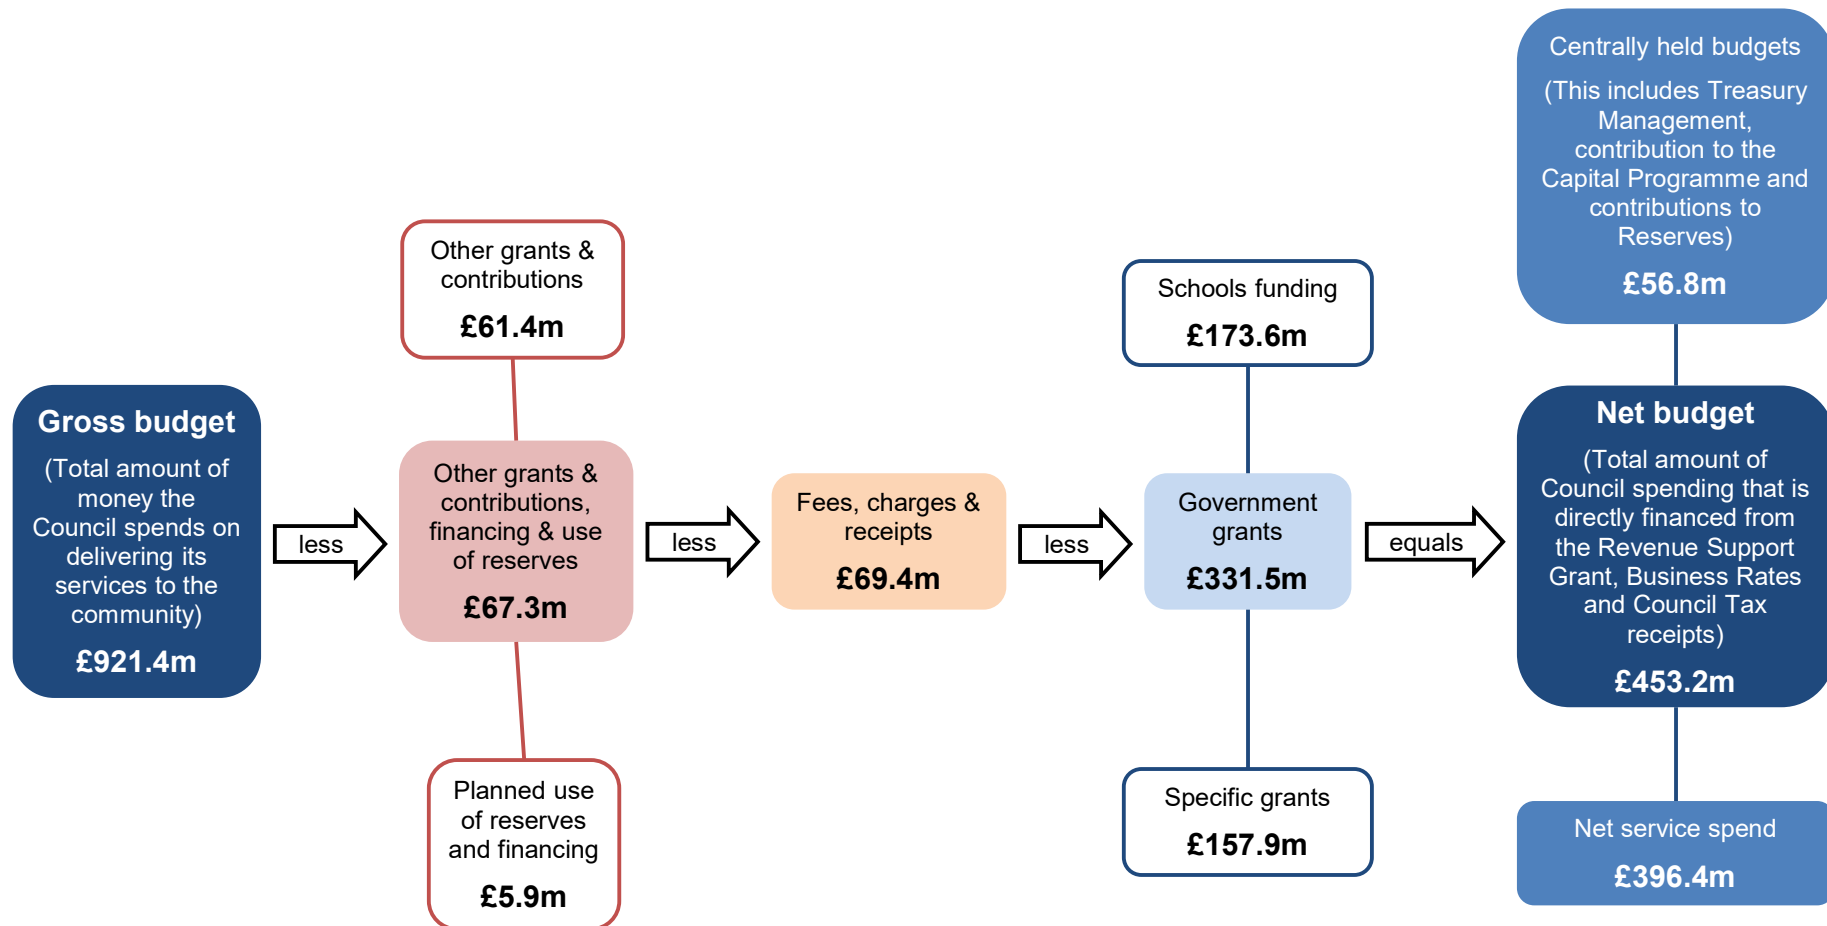 Gross budget
(Total amount of
money the
Council spends on
delivering its
services to the
community)
£921.4m
less
Other grants &
contributions
£61.4m
Other grants &
contributions,
financing & use
of reserves
£67.3m
Planned use
of reserves
and financing
£5.9m
less
Fees, charges &
receipts
£69.4m
less
Schools funding
£173.6m
Government
grants
£331.5m
Specific grants
£157.9m
equals
Centrally held budgets
(This includes Treasury
Management,
contribution to the
Capital Programme and
contributions to
Reserves)
£56.8m
Net budget
(Total amount of
Council spending that is
directly financed from
the Revenue Support
Grant, Business Rates
and Council Tax
receipts)
£453.2m
Net service spend
£396.4m